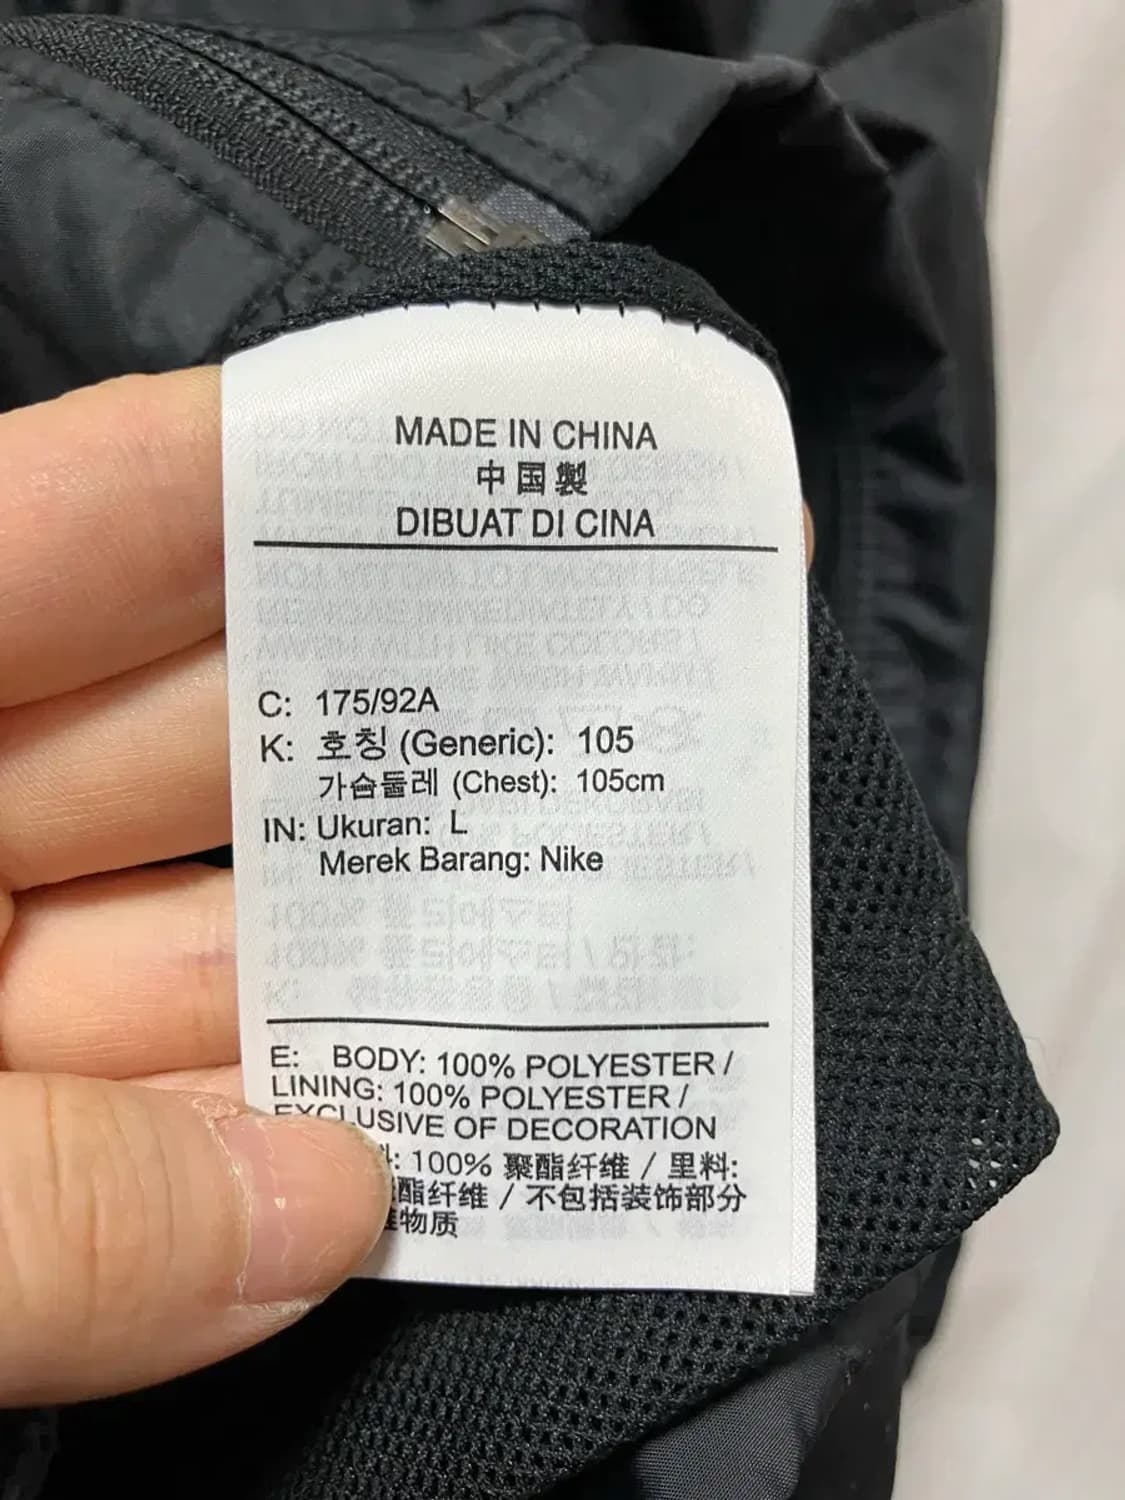 MADE IN CHINA
中国製
DIBUAT DI CINA
C: 175/92A
K: 호칭 (Generic): 105
가슴둘레 (Chest): 105cm
IN: Ukuran: L
Merek Barang: Nike
E: BODY: 100% POLYESTER /
LINING: 100% POLYESTER /
EXCLUSIVE OF DECORATION
料: 100% 聚酯纤维 / 里料:
酯纤维 / 不包括装饰部分
维物质